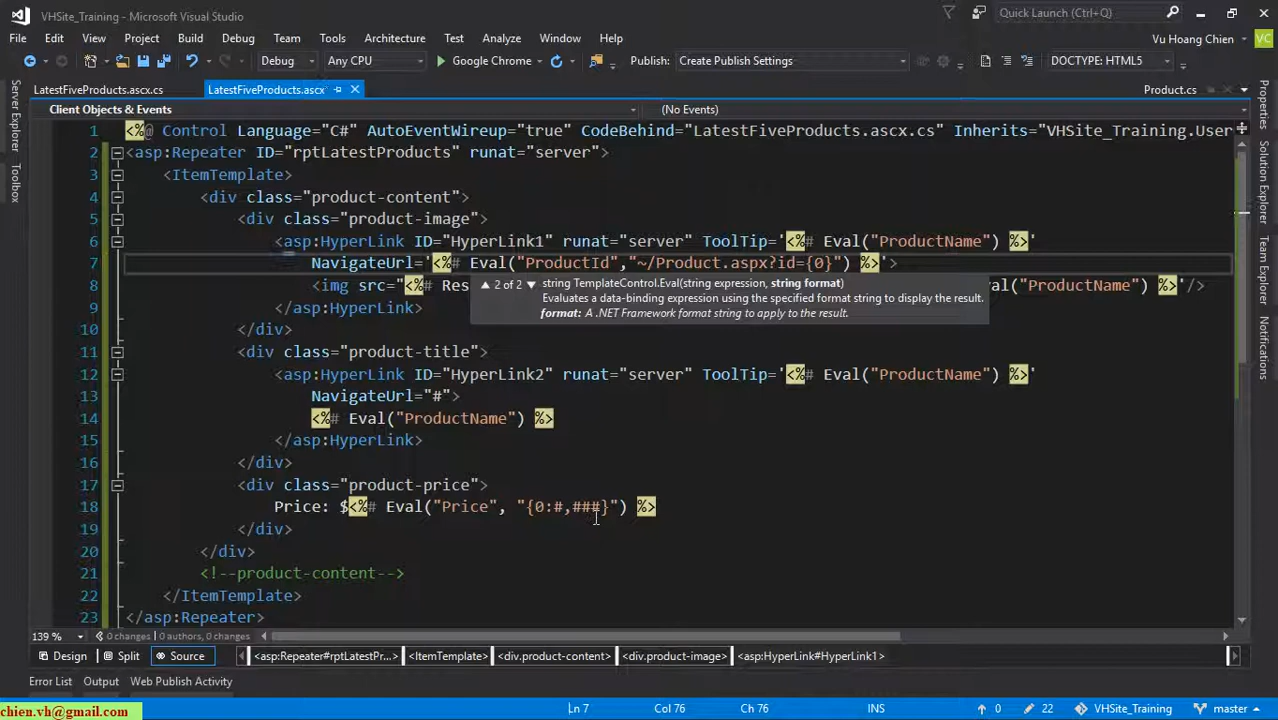 VHSite_Training - Microsoft Visual Studio
Quick Launch (Ctrl+Q)
File Edit View Project Build Debug Team Tools Architecture Test Analyze Window Help
Vu Hoang Chien VC
Debug Any CPU Google Chrome Publish: Create Publish Settings DOCTYPE: HTML5
LatestFiveProducts.ascx.cs LatestFiveProducts.ascx Product.cs
Client Objects & Events (No Events)
1 <%@ Control Language="C#" AutoEventWireup="true" CodeBehind="LatestFiveProducts.ascx.cs" Inherits="VHSite_Training.User
2 <asp:Repeater ID="rptLatestProducts" runat="server">
3 <ItemTemplate>
4 <div class="product-content">
5 <div class="product-image">
6 <asp:HyperLink ID="HyperLink1" runat="server" ToolTip='<%# Eval("ProductName") %>'
7 NavigateUrl='<%# Eval("ProductId","~/Product.aspx?id={0}") %>'>
8 <img src="<%# Res val("ProductName") %>'/>
▲ 2 of 2 ▼ string TemplateControl.Eval(string expression, string format)
Evaluates a data-binding expression using the specified format string to display the result.
format: A .NET Framework format string to apply to the result.
9 </asp:HyperLink>
10 </div>
11 <div class="product-title">
12 <asp:HyperLink ID="HyperLink2" runat="server" ToolTip='<%# Eval("ProductName") %>'
13 NavigateUrl="#">
14 <%# Eval("ProductName") %>
15 </asp:HyperLink>
16 </div>
17 <div class="product-price">
18 Price: $<%# Eval("Price", "{0:#,###}") %>
19 </div>
20 </div>
21 <!--product-content-->
22 </ItemTemplate>
23 </asp:Repeater>
139 % 0 changes | 0 authors, 0 changes
Design Split Source <asp:Repeater#rptLatestPr...> <ItemTemplate> <div.product-content> <div.product-image> <asp:HyperLink#HyperLink1>
Error List Output Web Publish Activity
chien.vh@gmail.com
Ln 7 Col 76 Ch 76 INS 0 22 VHSite_Training master
Server Explorer
Toolbox
Properties
Solution Explorer
Team Explorer
Notifications